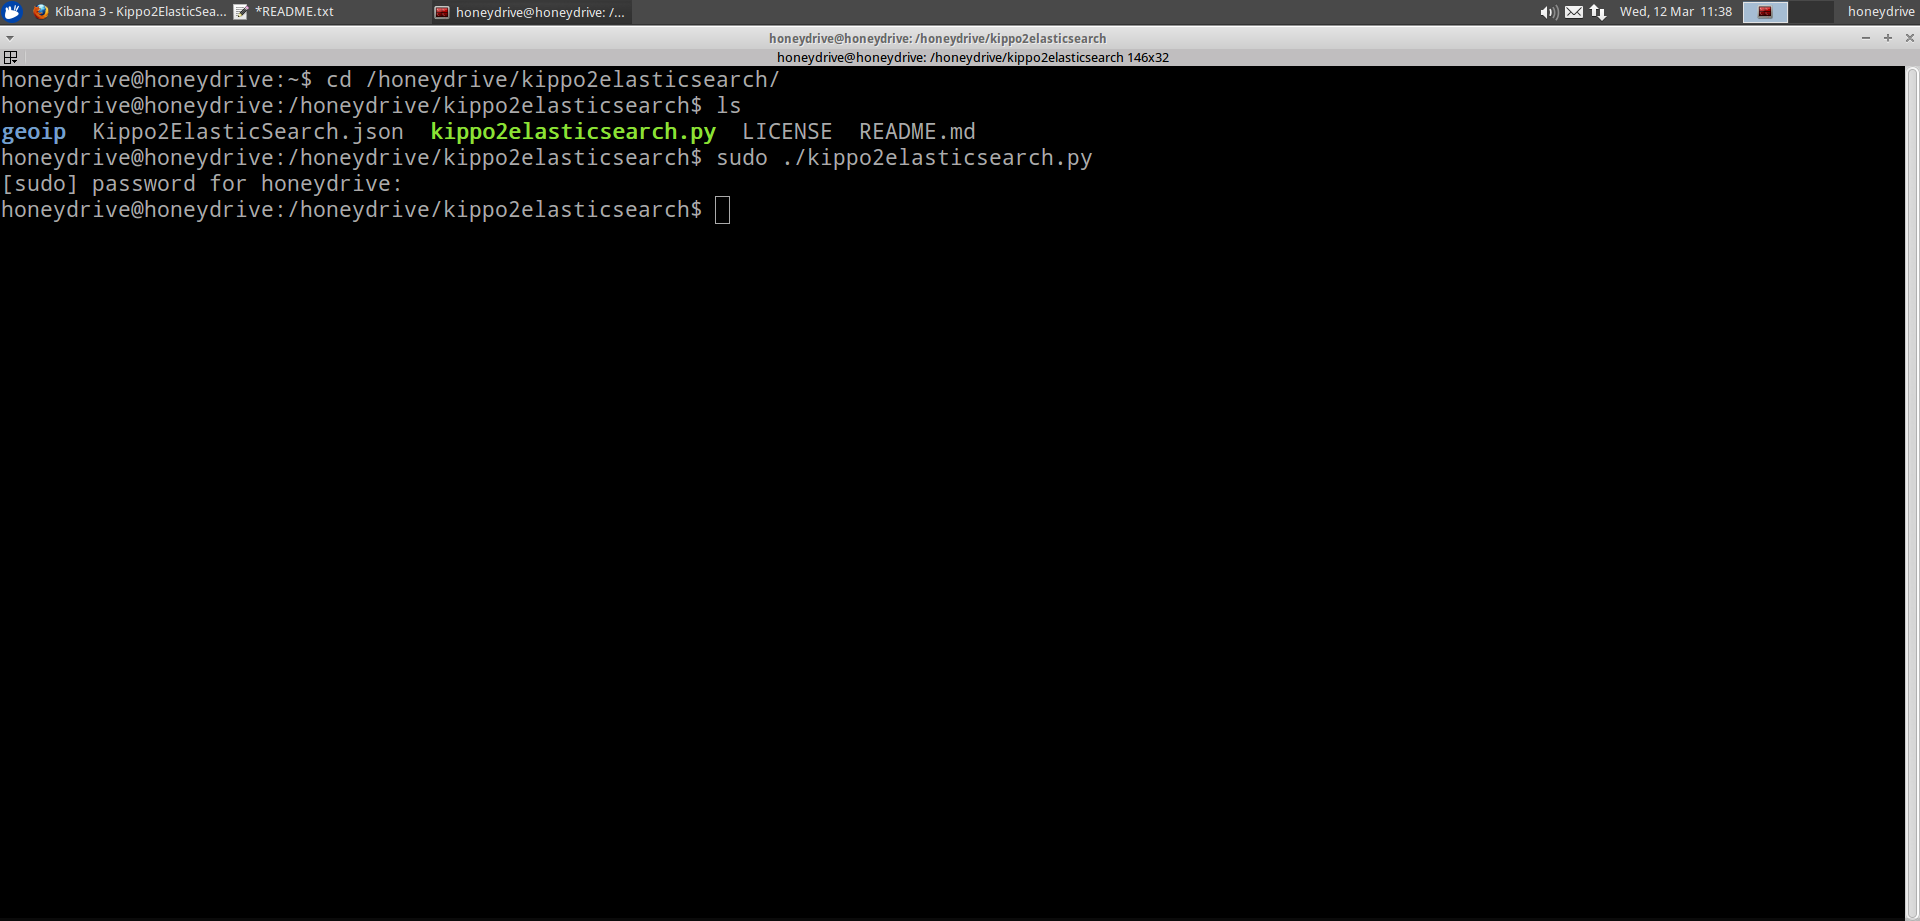 Kibana 3 - Kippo2ElasticSea... *README.txt honeydrive@honeydrive: /... Wed, 12 Mar 11:38 honeydrive
honeydrive@honeydrive: /honeydrive/kippo2elasticsearch
honeydrive@honeydrive: /honeydrive/kippo2elasticsearch 146x32
honeydrive@honeydrive:~$ cd /honeydrive/kippo2elasticsearch/
honeydrive@honeydrive:/honeydrive/kippo2elasticsearch$ ls
geoip  Kippo2ElasticSearch.json  kippo2elasticsearch.py  LICENSE  README.md
honeydrive@honeydrive:/honeydrive/kippo2elasticsearch$ sudo ./kippo2elasticsearch.py
[sudo] password for honeydrive:
honeydrive@honeydrive:/honeydrive/kippo2elasticsearch$